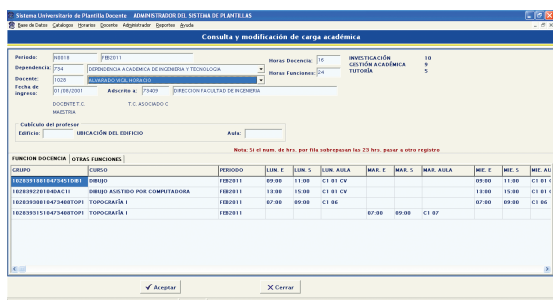 Sistema Universitario de Plantilla Docente ADMINISTRADOR DEL SISTEMA DE PLANTILLAS
Base de Datos Catalogos Horarios Docente Administrador Reportes Ayuda
Consulta y modificación de carga académica
Periodo: N0018 FEB2011 Horas Docencia: 16 INVESTIGACIÓN 10
Dependencia: 734 DEPENDENCIA ACADEMICA DE INGENIERIA Y TECNOLOGIA Horas Funciones: 24 GESTIÓN ACADÉMICA 9
TUTORÍA 5
Docente: 1028 ALVARADO VIGIL HORACIO
Fecha de ingreso: 01/08/2001 Adscrito a: 73409 DIRECCION FACULTAD DE INGENIERIA
DOCENTE T.C. T.C. ASOCIADO C
MAESTRIA
Cubículo del profesor
Edificio: UBICACIÓN DEL EDIFICIO Aula:
Nota: Si el num. de hrs. por fila sobrepasan las 23 hrs. pasar a otro registro
FUNCION DOCENCIA OTRAS FUNCIONES
GRUPO CURSO PERIODO LUN. E LUN. S LUN. AULA MAR. E MAR. S MAR. AULA MIE. E MIE. S MIE. AU
DIBUJO FEB2011 09:00 11:00 C1 01 CV 09:00 11:00 C1 01
DIBUJO ASISTIDO POR COMPUTADORA FEB2011 13:00 15:00 C1 01 CV 13:00 15:00 C1 01
TOPOGRAFÍA I FEB2011 07:00 09:00 C1 06 07:00 09:00 C1 06
TOPOGRAFÍA I FEB2011 07:00 09:00 C1 07
Aceptar Cerrar